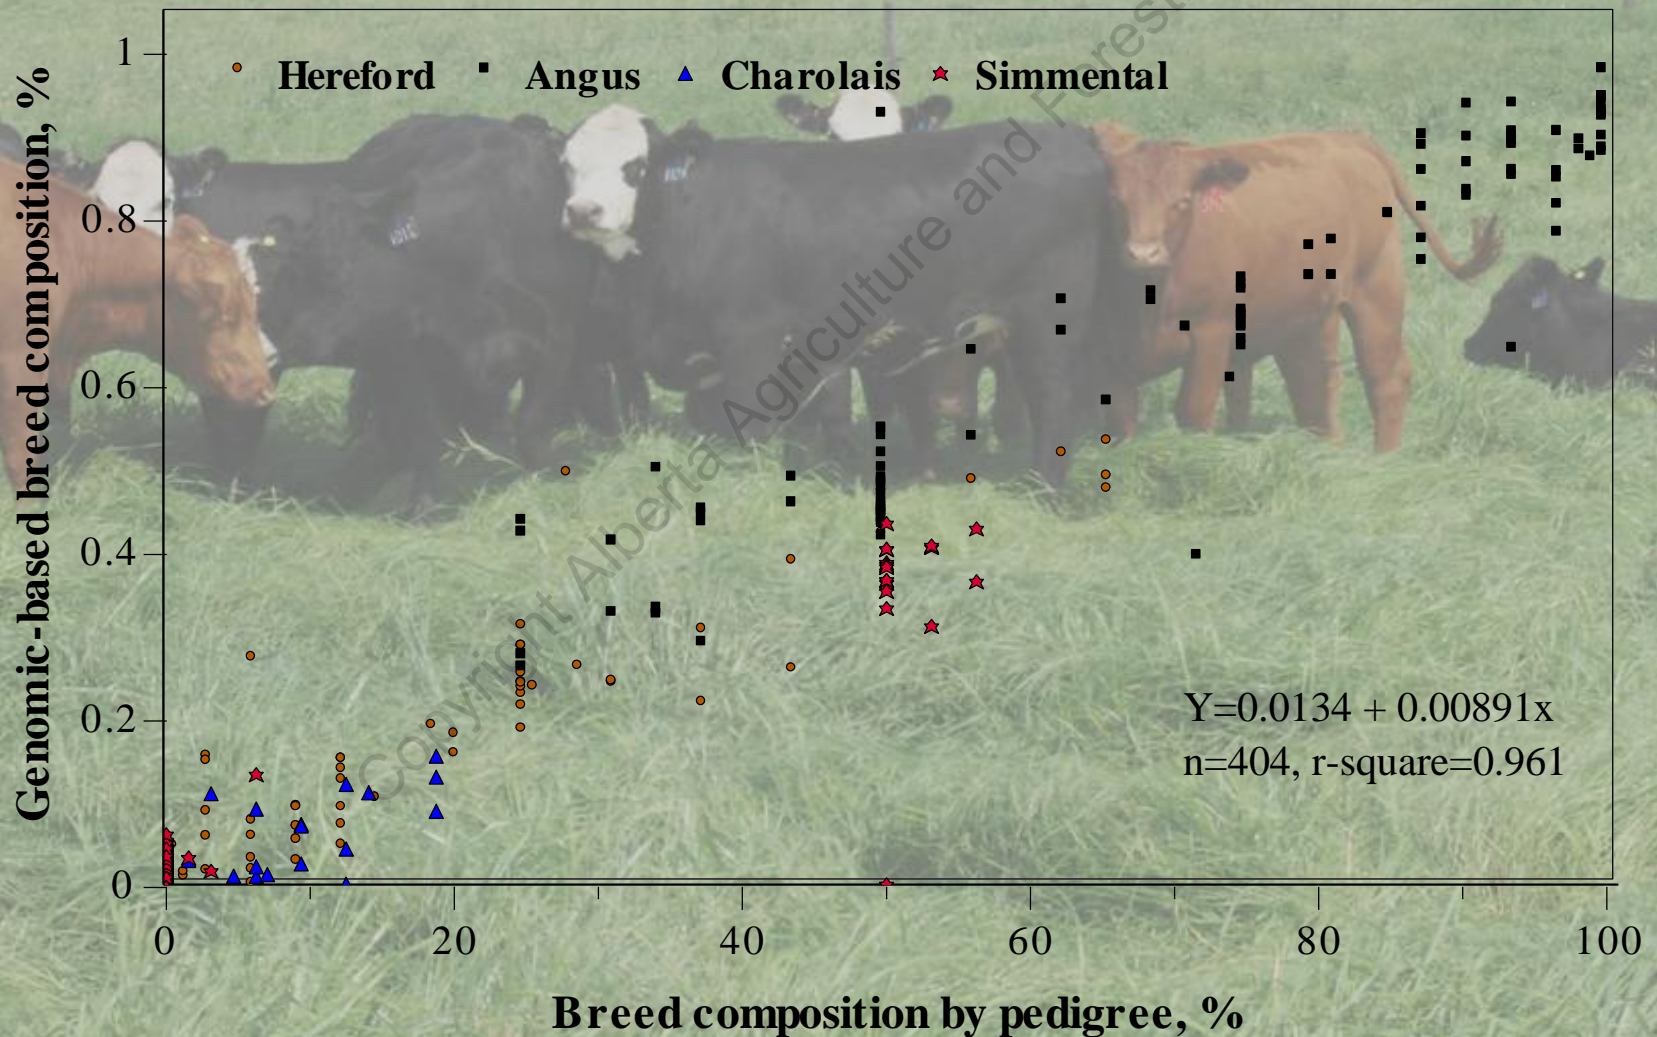 Genomic-based breed composition, %
1
0.8
0.6
0.4
0.2
0
Hereford Angus Charolais Simmental
Copyright Alberta Agriculture and Forest
Y=0.0134 + 0.00891x
n=404, r-square=0.961
0 20 40 60 80 100
Breed composition by pedigree, %